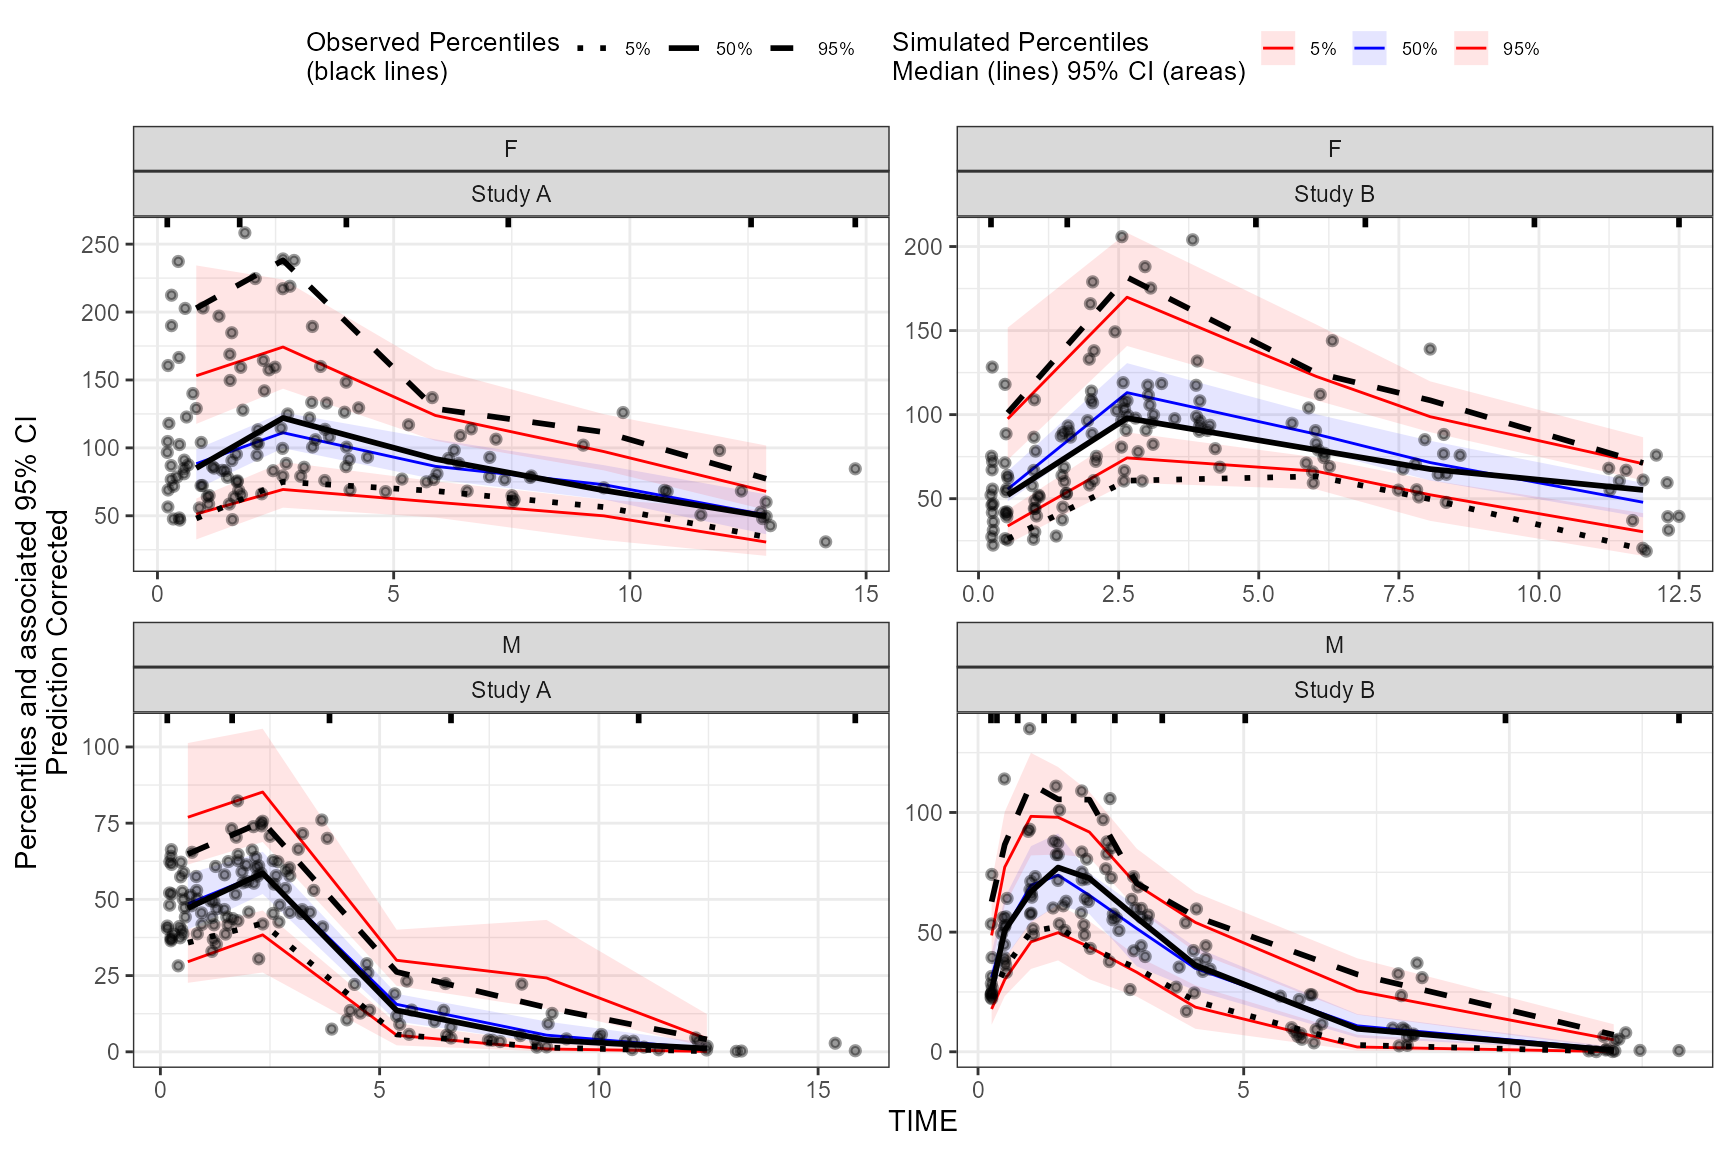 Observed Percentiles
(black lines)
5% 50% 95%
Simulated Percentiles
Median (lines) 95% CI (areas)
5% 50% 95%
Percentiles and associated 95% CI
Prediction Corrected
F
Study A
250
200
150
100
50
0 5 10 15
F
Study B
200
150
100
50
0.0 2.5 5.0 7.5 10.0 12.5
M
Study A
100
75
50
25
0
0 5 10 15
M
Study B
100
50
0
0 5 10
TIME